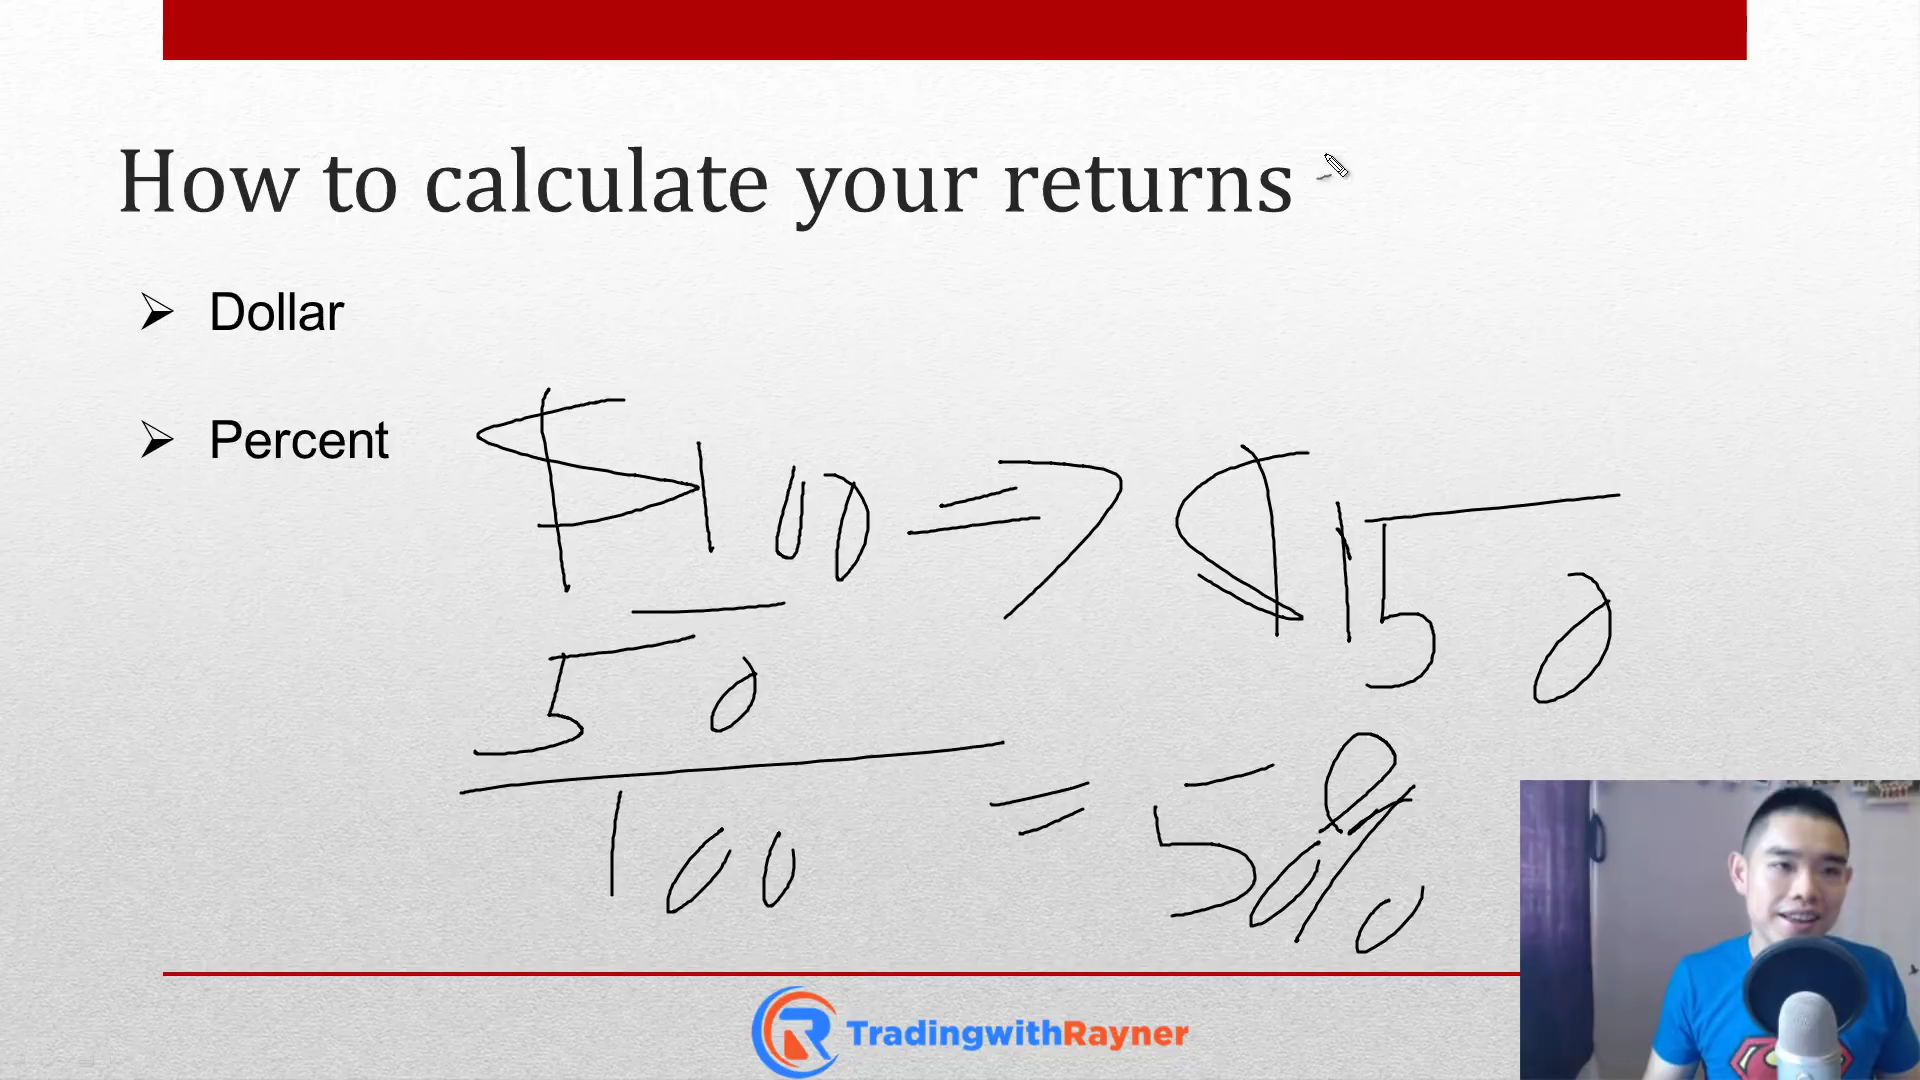 How to calculate your returns
➢ Dollar
➢ Percent
$100 => $150
50
100
= 50%
TradingwithRayner